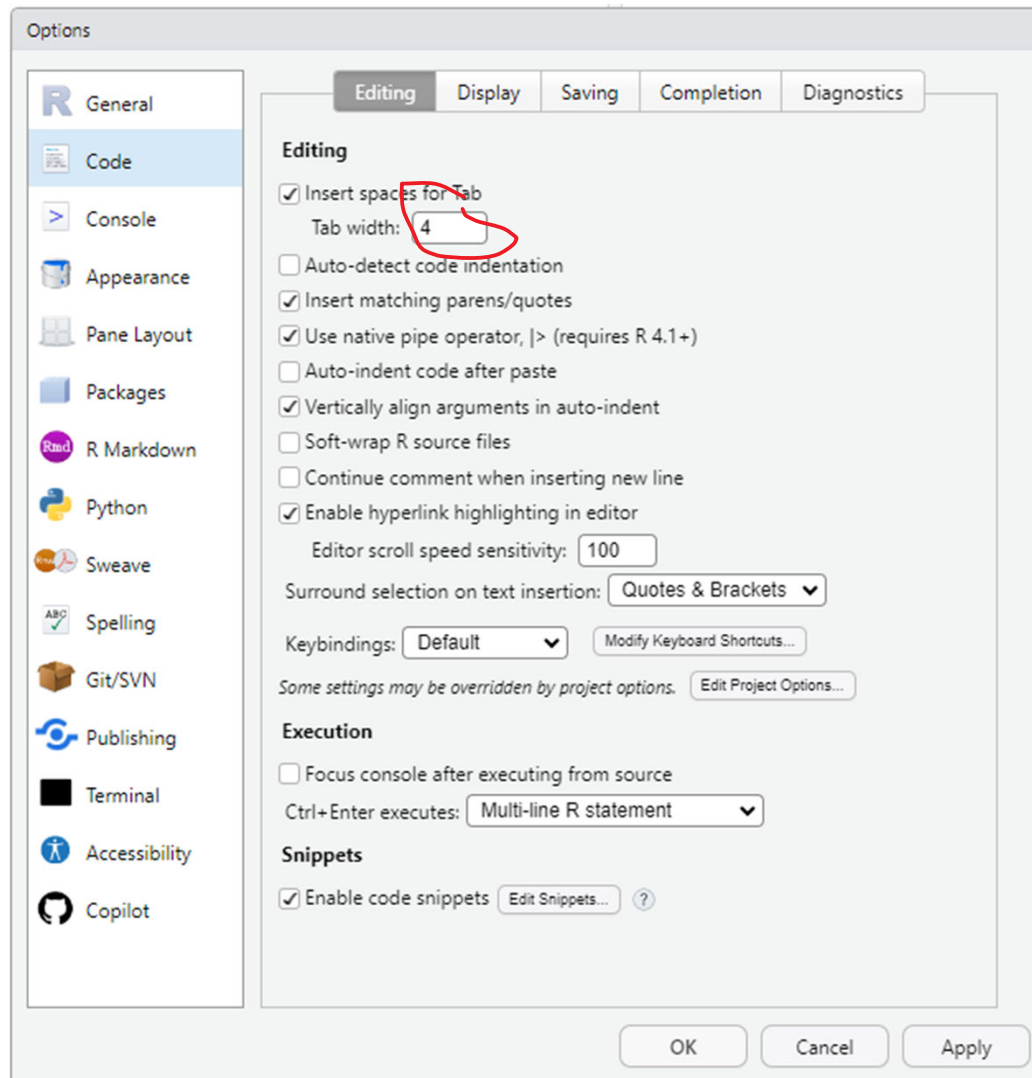 Options
General
Code
Console
Appearance
Pane Layout
Packages
Rmd R Markdown
Python
Sweave
ABC Spelling
Git/SVN
Publishing
Terminal
Accessibility
Copilot
Editing Display Saving Completion Diagnostics
Editing
Insert spaces for Tab
Tab width: 4
Auto-detect code indentation
Insert matching parens/quotes
Use native pipe operator, |> (requires R 4.1+)
Auto-indent code after paste
Vertically align arguments in auto-indent
Soft-wrap R source files
Continue comment when inserting new line
Enable hyperlink highlighting in editor
Editor scroll speed sensitivity: 100
Surround selection on text insertion: Quotes & Brackets
Keybindings: Default Modify Keyboard Shortcuts...
Some settings may be overridden by project options. Edit Project Options...
Execution
Focus console after executing from source
Ctrl+Enter executes: Multi-line R statement
Snippets
Enable code snippets Edit Snippets... ?
OK Cancel Apply